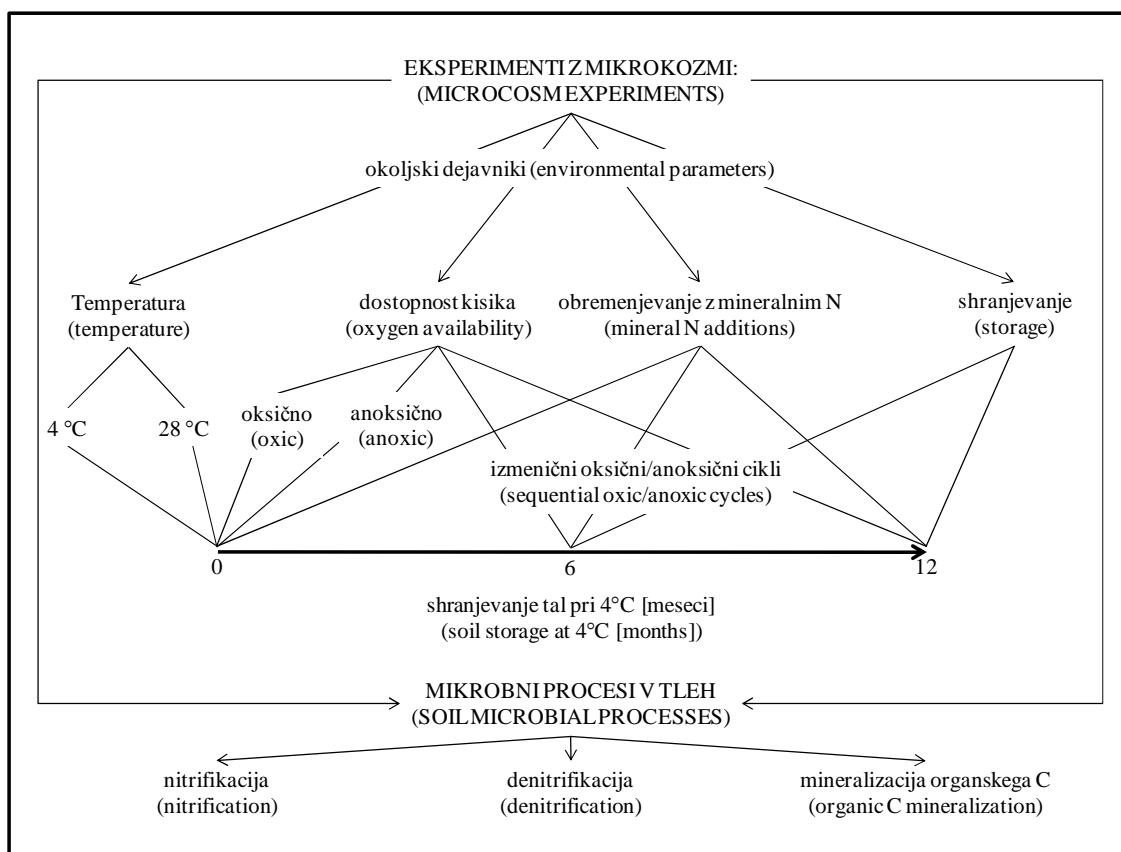 EKSPERIMENTI Z MIKROKOZMI:
(MICROCOSM EXPERIMENTS)
okoljski dejavniki (environmental parameters)
Temperatura
(temperature)
dostopnost kisika
(oxygen availability)
obremenjevanje z mineralnim N
(mineral N additions)
shranjevanje
(storage)
4 °C
28 °C
oksično
(oxic)
anoksično
(anoxic)
izmenični oksični/anoksični cikli
(sequential oxic/anoxic cycles)
0
6
12
shranjevanje tal pri 4°C [meseci]
(soil storage at 4°C [months])
MIKROBNI PROCESI V TLEH
(SOIL MICROBIAL PROCESSES)
nitrifikacija
(nitrification)
denitrifikacija
(denitrification)
mineralizacija organskega C
(organic C mineralization)